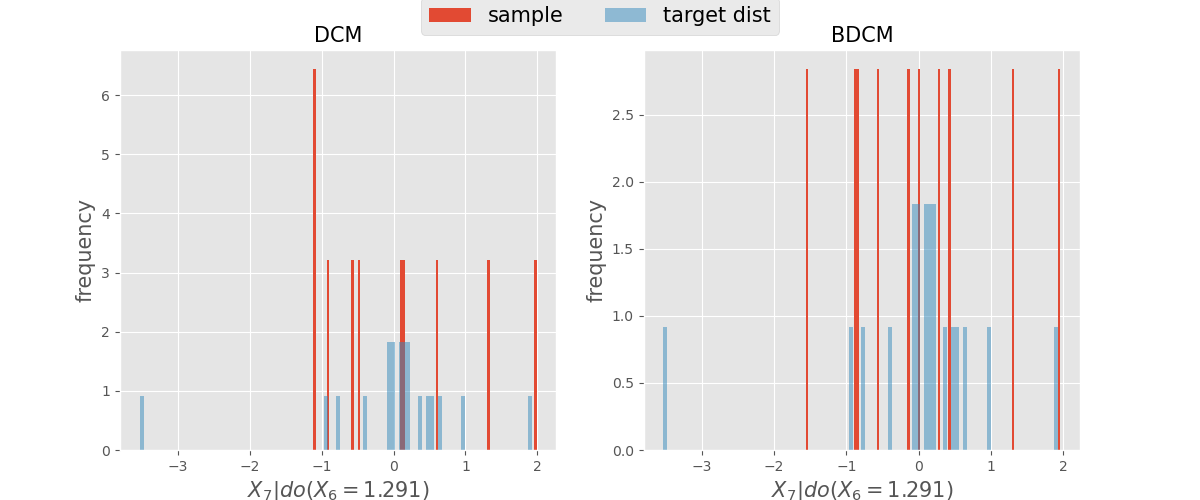 sample target dist
DCM
BDCM
frequency
6
5
4
3
2
1
0
−3 −2 −1 0 1 2
X₇|do(X₆ = 1.291)
frequency
2.5
2.0
1.5
1.0
0.5
0.0
−3 −2 −1 0 1 2
X₇|do(X₆ = 1.291)